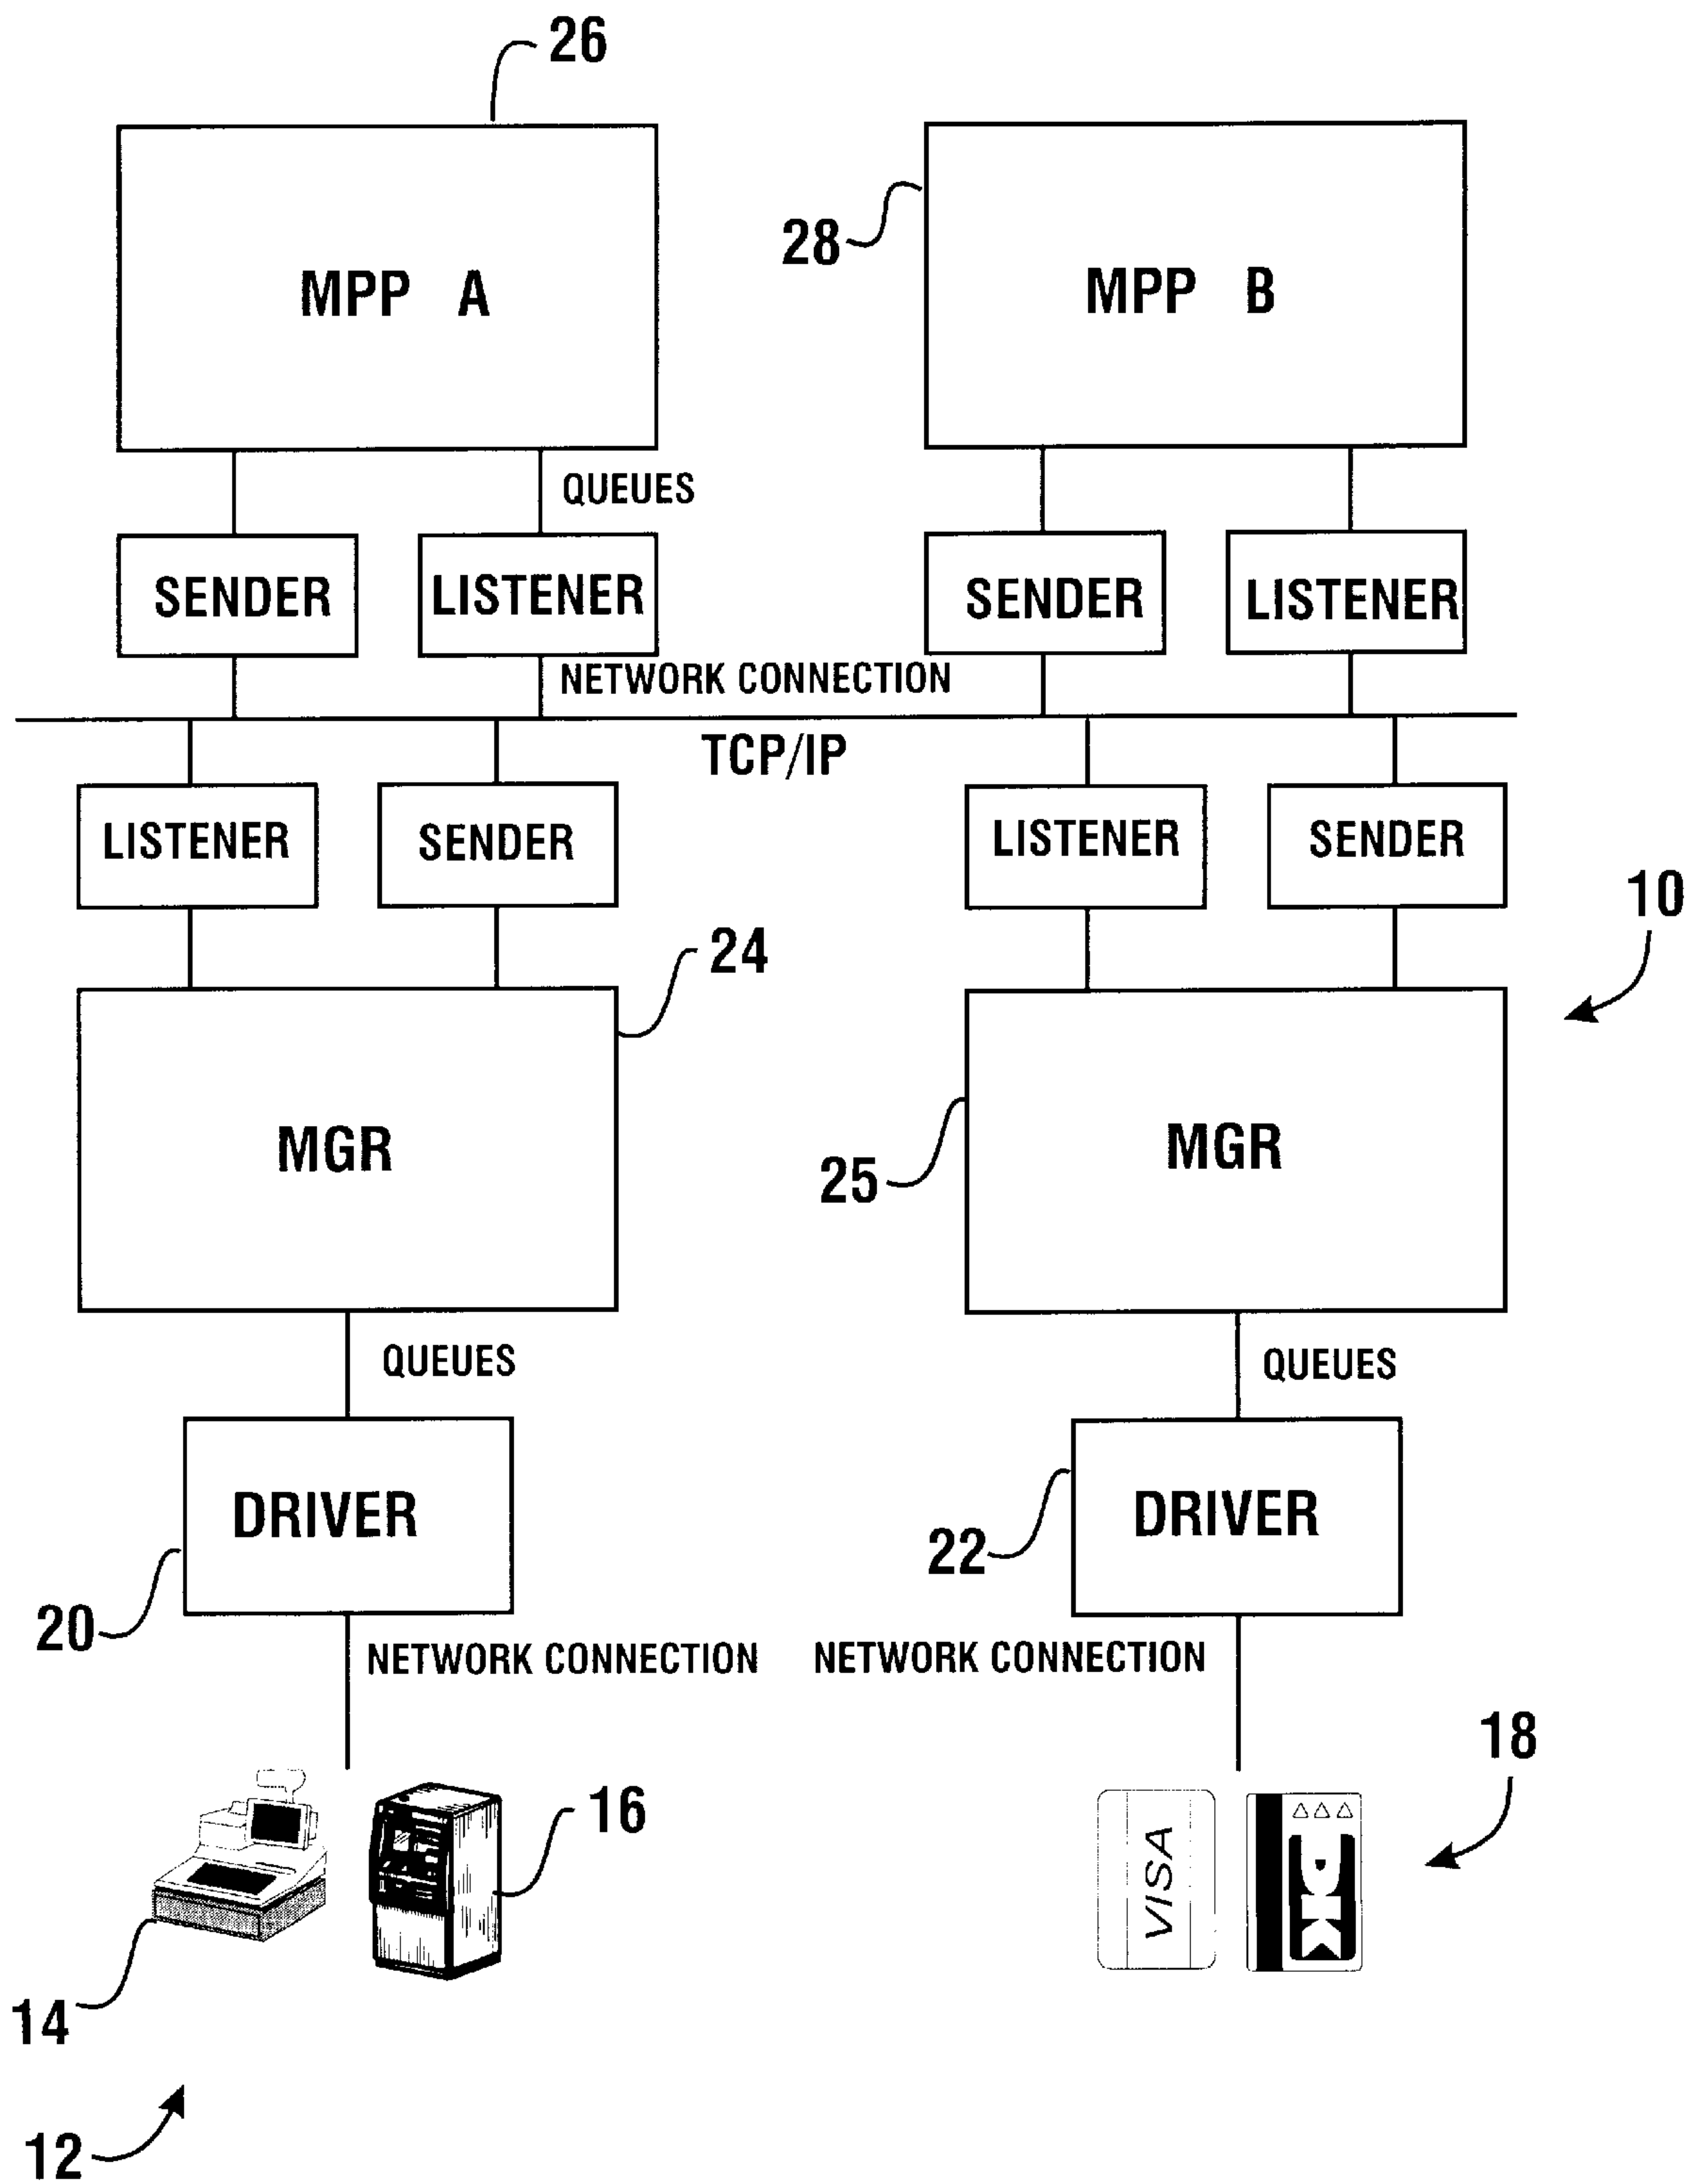 26
28
MPP A
MPP B
QUEUES
SENDER
LISTENER
SENDER
LISTENER
NETWORK CONNECTION
TCP/IP
LISTENER
SENDER
LISTENER
SENDER
10
24
MGR
25
MGR
QUEUES
QUEUES
DRIVER
20
22
DRIVER
NETWORK CONNECTION
NETWORK CONNECTION
14
16
VISA
18
12